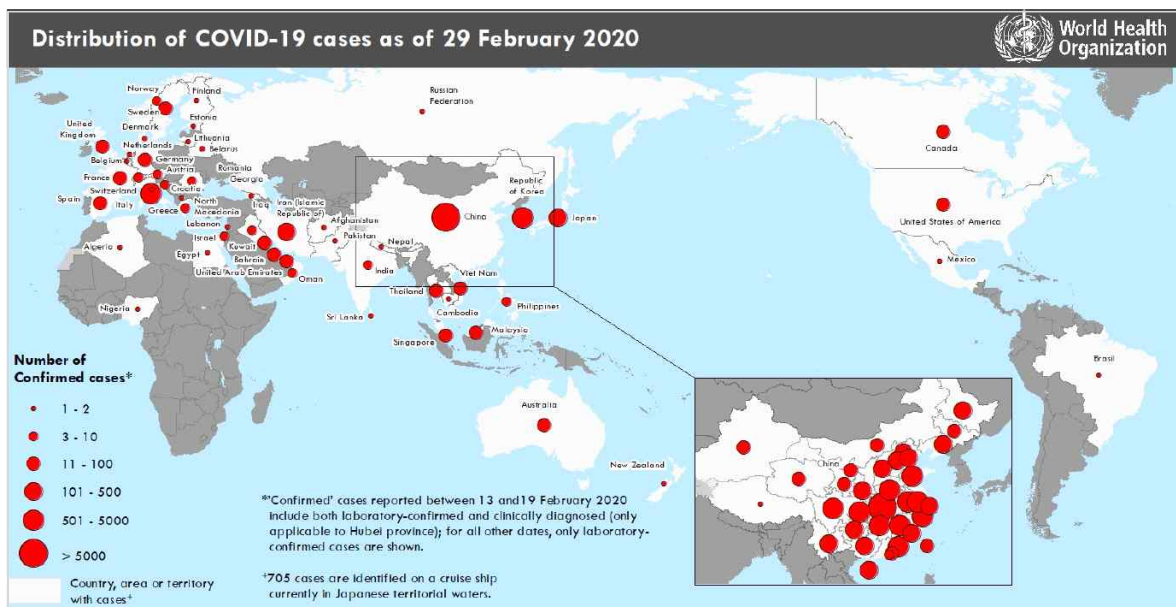 Distribution of COVID-19 cases as of 29 February 2020
World Health
Organization
Norway
Finland
Russian
Federation
Sweden
Estonia
United
Kingdom
Denmark
Lithuania
Netherlands
Belarus
Belgium
Germany
Romania
Austria
Georgia
France
Croatia
Switzerland
Iraq
Iran (Islamic
Republic of)
North
Macedonia
Spain
Italy
Greece
Afghanistan
Lebanon
Pakistan
Israel
Nepal
Algeria
Kuwait
Egypt
Bahrain
India
United Arab Emirates
Oman
Nigeria
Sri Lanka
China
Republic
of Korea
Japan
Viet Nam
Thailand
Philippines
Cambodia
Malaysia
Singapore
Canada
United States of America
Mexico
Brasil
Australia
New Zealand
China
Number of
Confirmed cases*
1 - 2
3 - 10
11 - 100
101 - 500
501 - 5000
> 5000
Country, area or territory
with cases+
*'Confirmed' cases reported between 13 and19 February 2020
include both laboratory-confirmed and clinically diagnosed (only
applicable to Hubei province); for all other dates, only laboratory-
confirmed cases are shown.
+705 cases are identified on a cruise ship
currently in Japanese territorial waters.